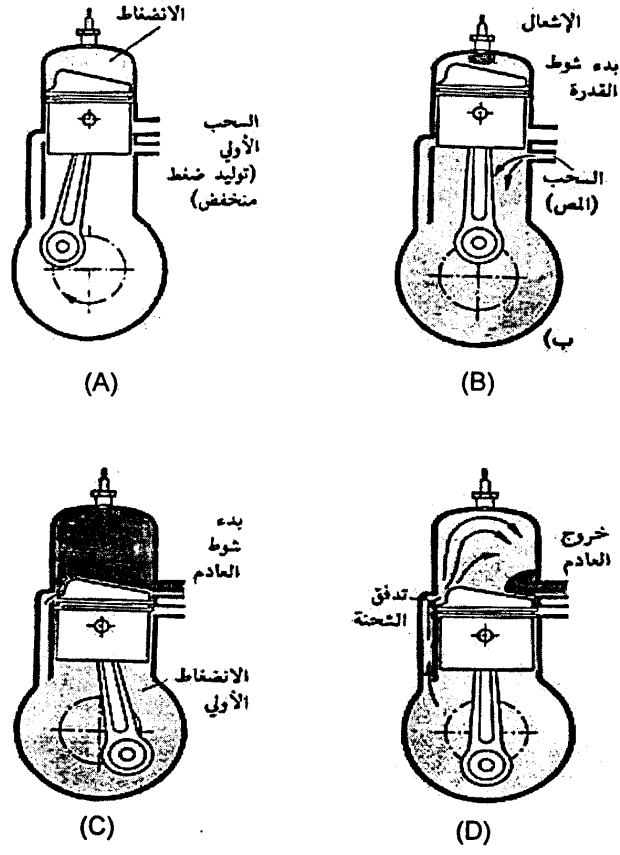 الانضغاط
السحب
الأولي
(توليد ضغط
منخفض)
(A)
الإشعال
بدء شوط
القدرة
السحب
(المص)
ب)
(B)
بدء
شوط
العادم
الانضغاط
الأولي
(C)
خروج
العادم
تدفق
الشحنة
(D)